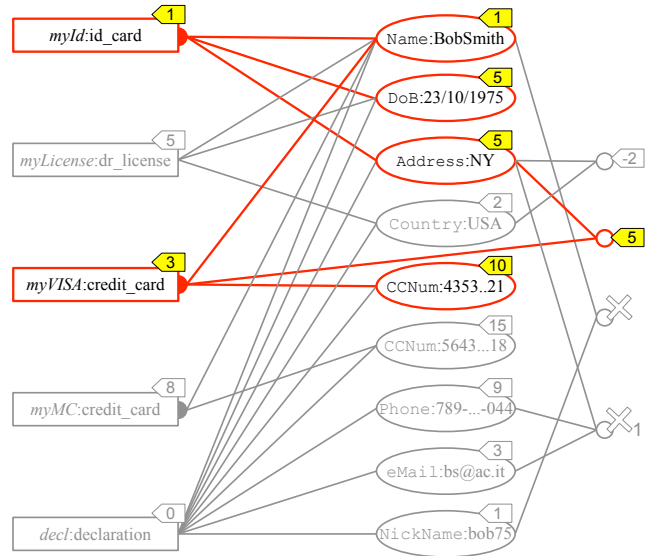 1
myId:id_card
5
myLicense:dr_license
3
myVISA:credit_card
8
myMC:credit_card
0
decl:declaration
1
Name:BobSmith
5
DoB:23/10/1975
5
Address:NY
2
Country:USA
10
CCNum:4353..21
15
CCNum:5643...18
9
Phone:789-...-044
3
eMail:bs@ac.it
1
NickName:bob75
-2
5
1